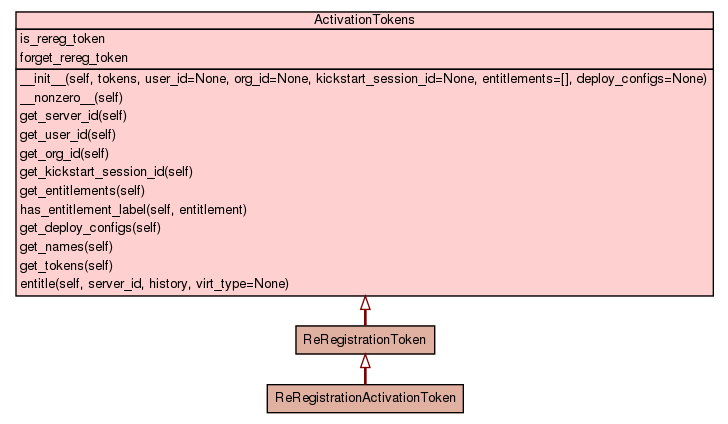 ActivationTokens
is_rereg_token
forget_rereg_token
__init__(self, tokens, user_id=None, org_id=None, kickstart_session_id=None, entitlements=[], deploy_configs=None)
__nonzero__(self)
get_server_id(self)
get_user_id(self)
get_org_id(self)
get_kickstart_session_id(self)
get_entitlements(self)
has_entitlement_label(self, entitlement)
get_deploy_configs(self)
get_names(self)
get_tokens(self)
entitle(self, server_id, history, virt_type=None)
ReRegistrationToken
ReRegistrationActivationToken